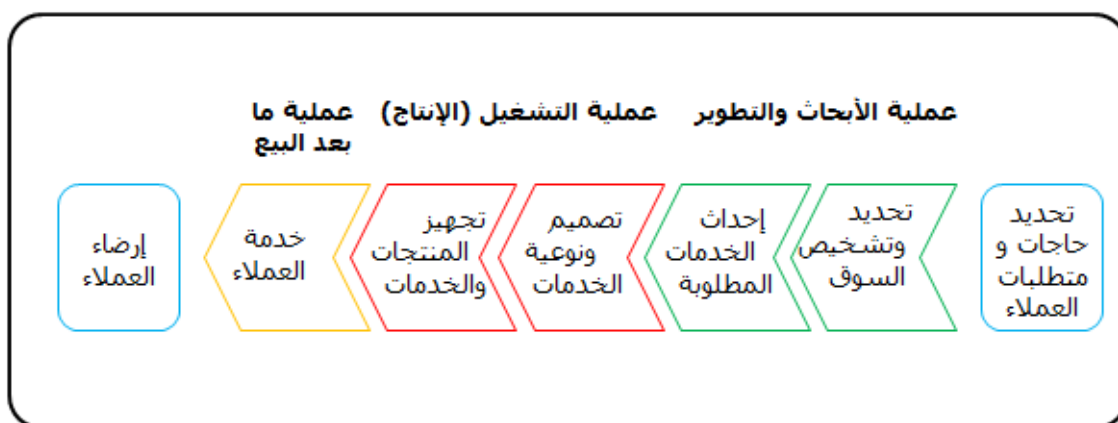 عملية الأبحاث والتطوير
عملية التشغيل (الإنتاج)
عملية ما
بعد البيع
تحديد
حاجات و
متطلبات
العملاء
تحديد
وتشخيص
السوق
إحداث
الخدمات
المطلوبة
تصميم
ونوعية
الخدمات
تجهيز
المنتجات
والخدمات
خدمة
العملاء
إرضاء
العملاء